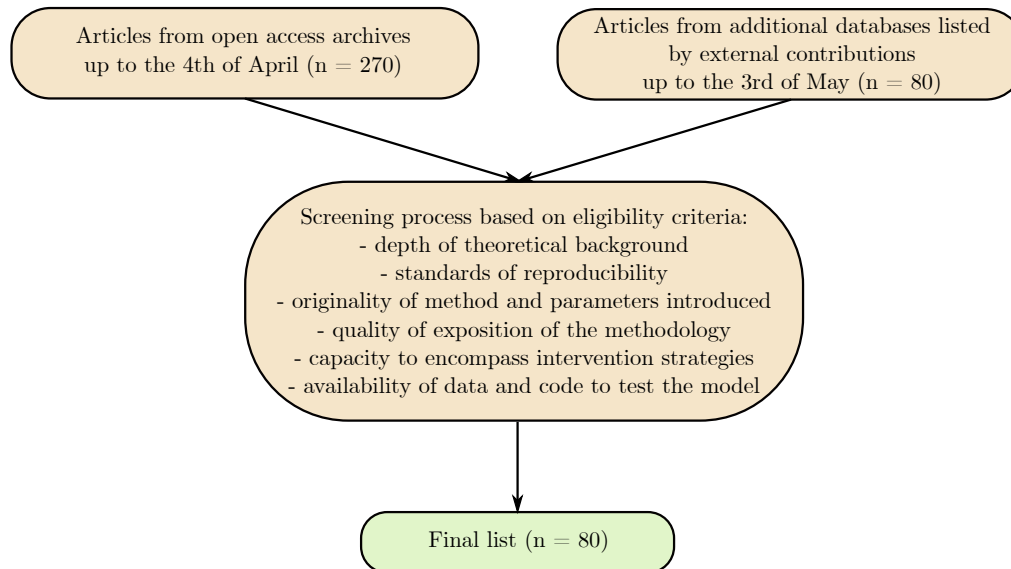 Articles from open access archives
up to the 4th of April (n = 270)
Articles from additional databases listed
by external contributions
up to the 3rd of May (n = 80)
Screening process based on eligibility criteria:
- depth of theoretical background
- standards of reproducibility
- originality of method and parameters introduced
- quality of exposition of the methodology
- capacity to encompass intervention strategies
- availability of data and code to test the model
Final list (n = 80)